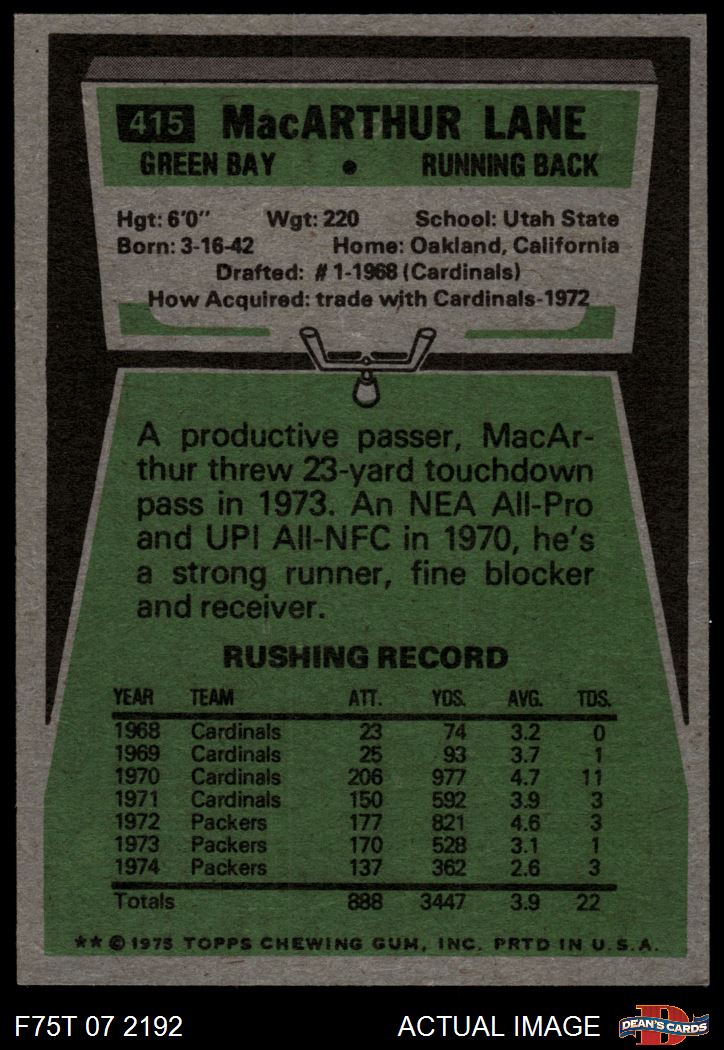 415 MacARTHUR LANE
GREEN BAY • RUNNING BACK
Hgt: 6'0" Wgt: 220 School: Utah State
Born: 3-16-42 Home: Oakland, California
Drafted: #1-1968 (Cardinals)
How Acquired: trade with Cardinals-1972
A productive passer, MacAr-
thur threw 23-yard touchdown
pass in 1973. An NEA All-Pro
and UPI All-NFC in 1970, he's
a strong runner, fine blocker
and receiver.
RUSHING RECORD
YEAR TEAM ATT. YDS. AVG. TDS.
1968 Cardinals 23 74 3.2 0
1969 Cardinals 25 93 3.7 1
1970 Cardinals 206 977 4.7 11
1971 Cardinals 150 592 3.9 3
1972 Packers 177 821 4.6 3
1973 Packers 170 528 3.1 1
1974 Packers 137 362 2.6 3
Totals 888 3447 3.9 22
★★ © 1975 TOPPS CHEWING GUM, INC. PRTD IN U.S.A.
F75T 07 2192 ACTUAL IMAGE
D
DEAN'S CARDS